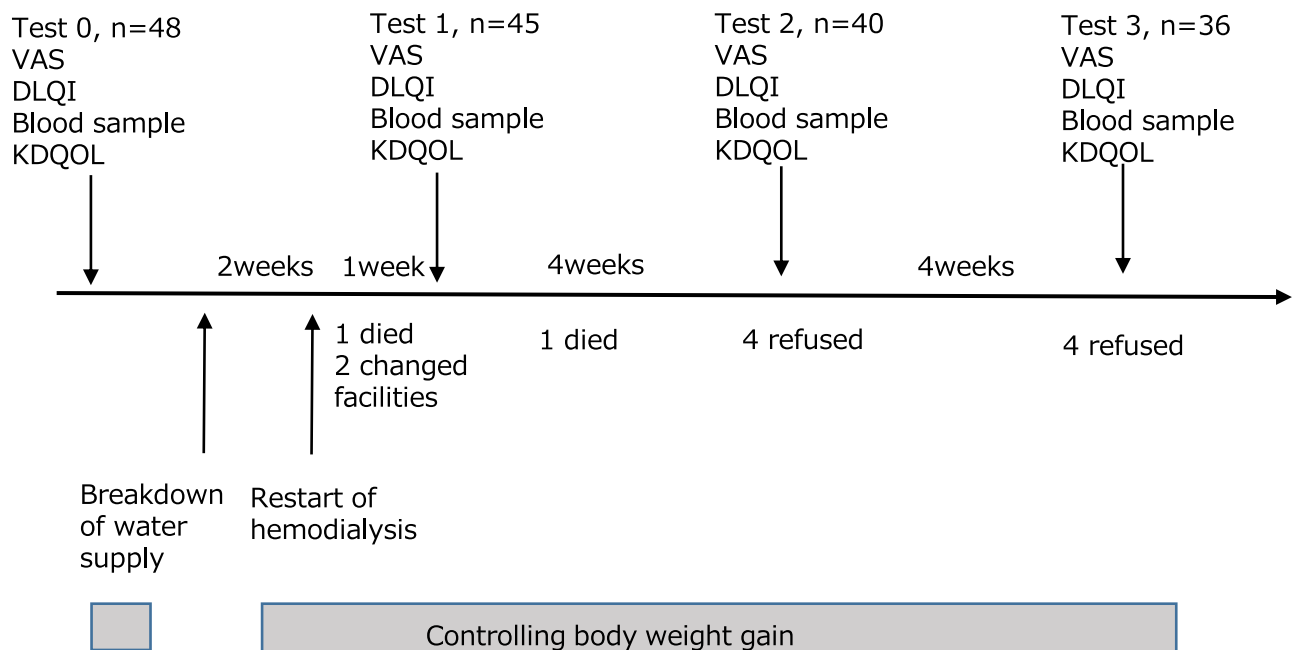 Test 0, n=48
VAS
DLQI
Blood sample
KDQOL
Test 1, n=45
VAS
DLQI
Blood sample
KDQOL
Test 2, n=40
VAS
DLQI
Blood sample
KDQOL
Test 3, n=36
VAS
DLQI
Blood sample
KDQOL
2weeks
1week
4weeks
4weeks
1 died
2 changed
facilities
1 died
4 refused
4 refused
Breakdown
of water
supply
Restart of
hemodialysis
Controlling body weight gain